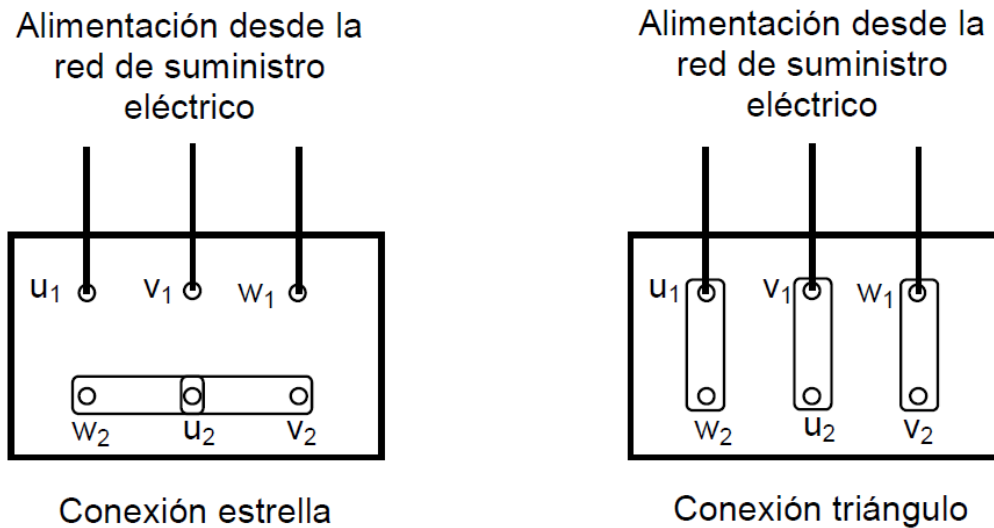 Alimentación desde la
red de suministro
eléctrico
u₁ v₁ w₁
w₂ u₂ v₂
Conexión estrella
Alimentación desde la
red de suministro
eléctrico
u₁ v₁ w₁
w₂ u₂ v₂
Conexión triángulo